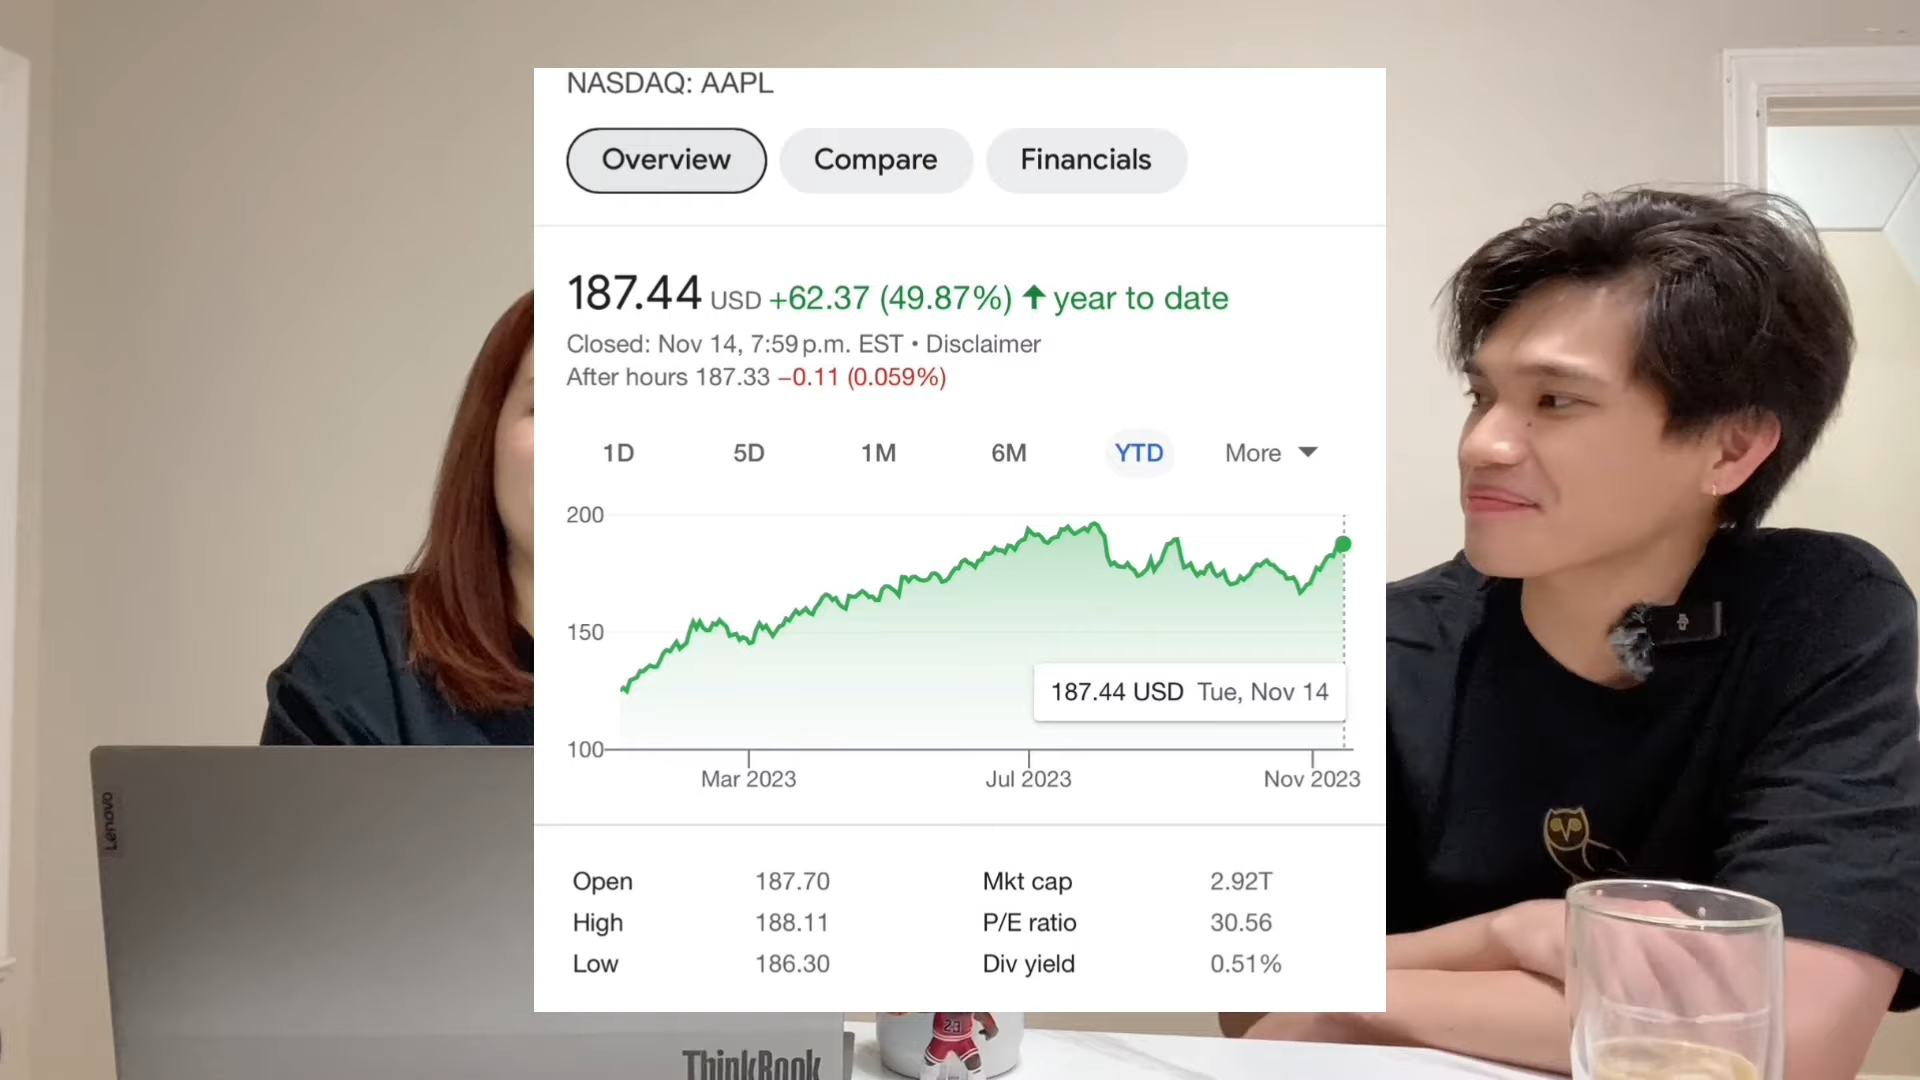 NASDAQ: AAPL
Overview Compare Financials
187.44 USD +62.37 (49.87%) ↑ year to date
Closed: Nov 14, 7:59 p.m. EST • Disclaimer
After hours 187.33 −0.11 (0.059%)
1D 5D 1M 6M YTD More
200
150
100
187.44 USD Tue, Nov 14
Mar 2023 Jul 2023 Nov 2023
Open 187.70 Mkt cap 2.92T
High 188.11 P/E ratio 30.56
Low 186.30 Div yield 0.51%
Lenovo
ThinkBook
23
dji